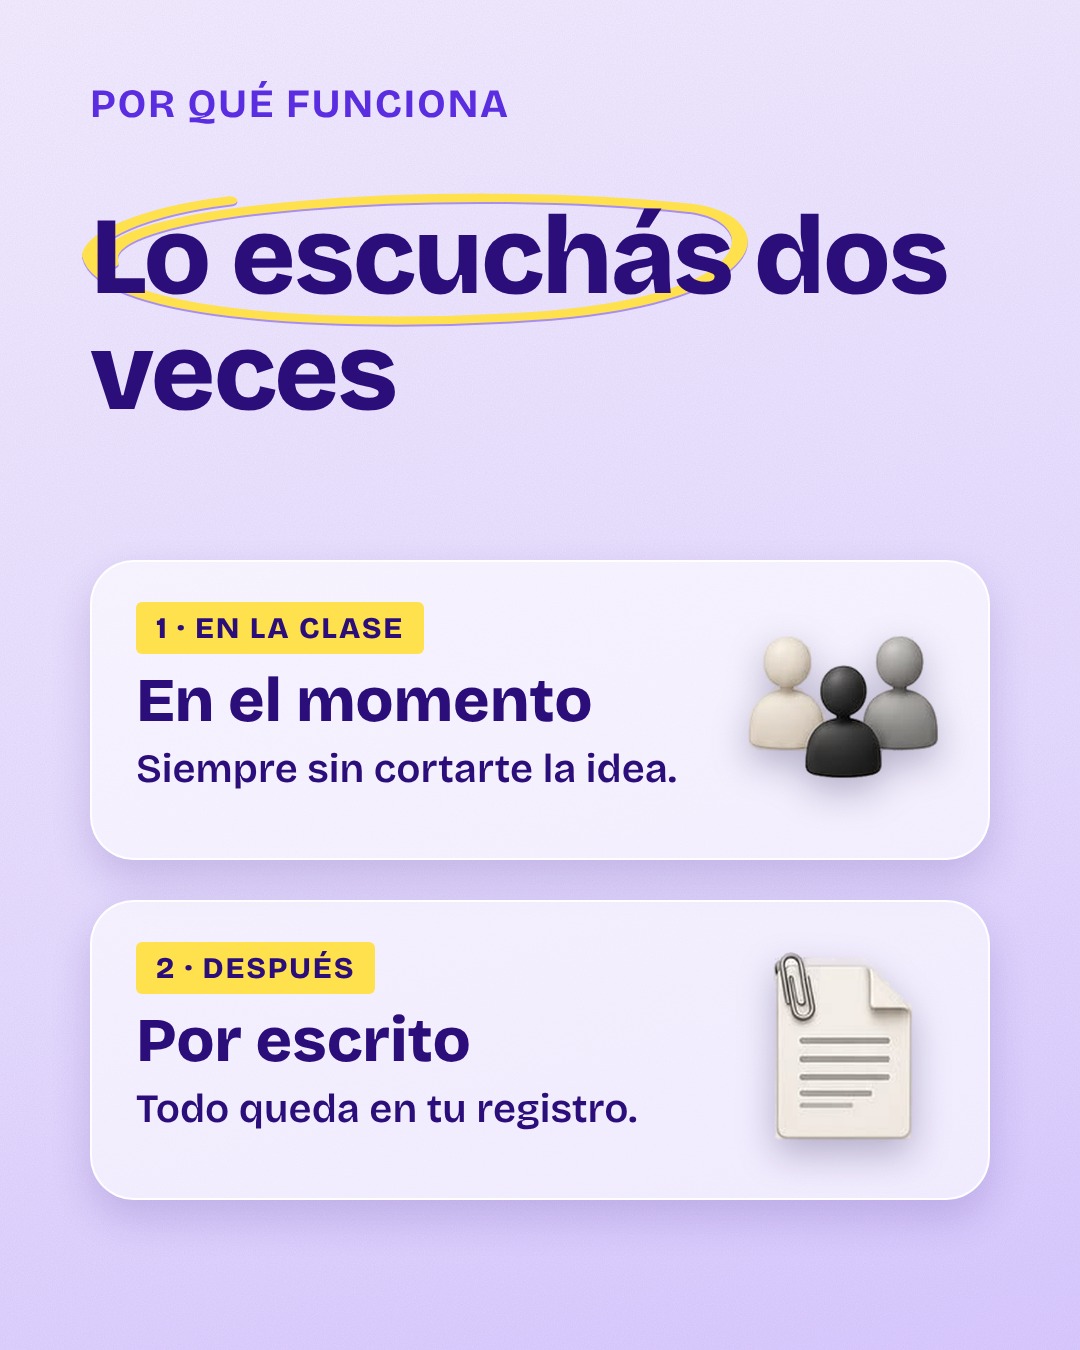 POR QUÉ FUNCIONA
Lo escuchás dos
veces
1 · EN LA CLASE
En el momento
Siempre sin cortarte la idea.
2 · DESPUÉS
Por escrito
Todo queda en tu registro.